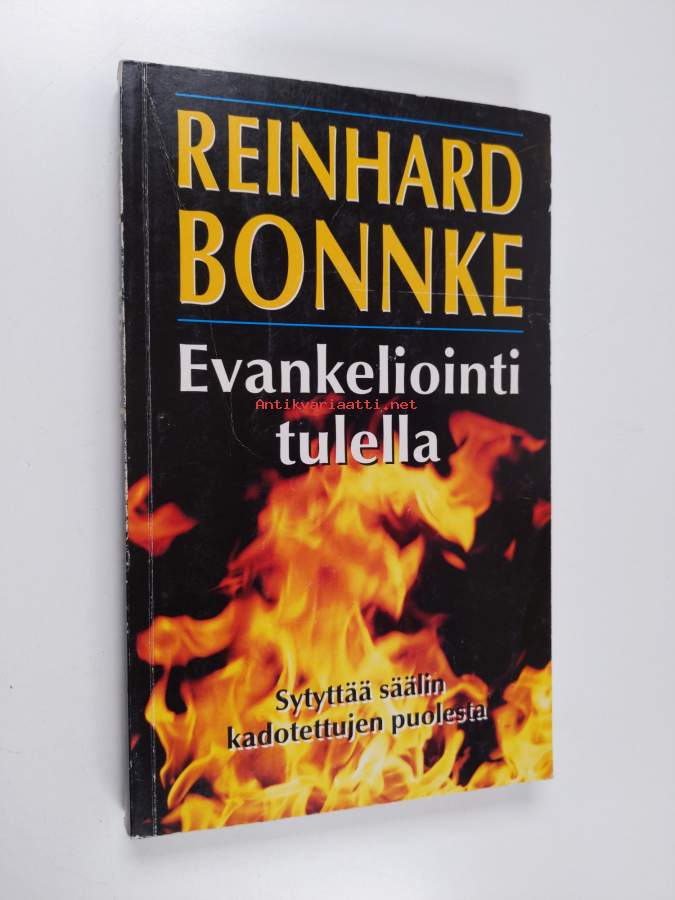 REINHARD
BONNKE
Evankeliointi
Antikvariaatti.net
tulella
Sytyttää säälin
kadotettujen puolesta